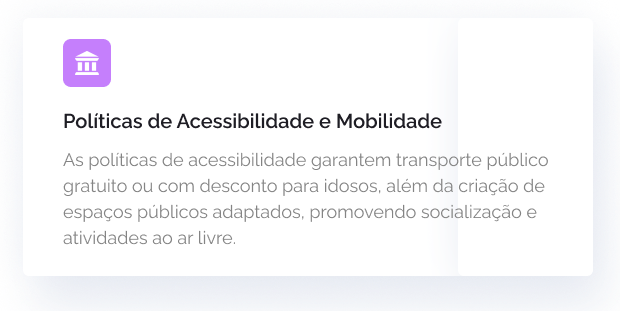 Políticas de Acessibilidade e Mobilidade
As políticas de acessibilidade garantem transporte público
gratuito ou com desconto para idosos, além da criação de
espaços públicos adaptados, promovendo socialização e
atividades ao ar livre.